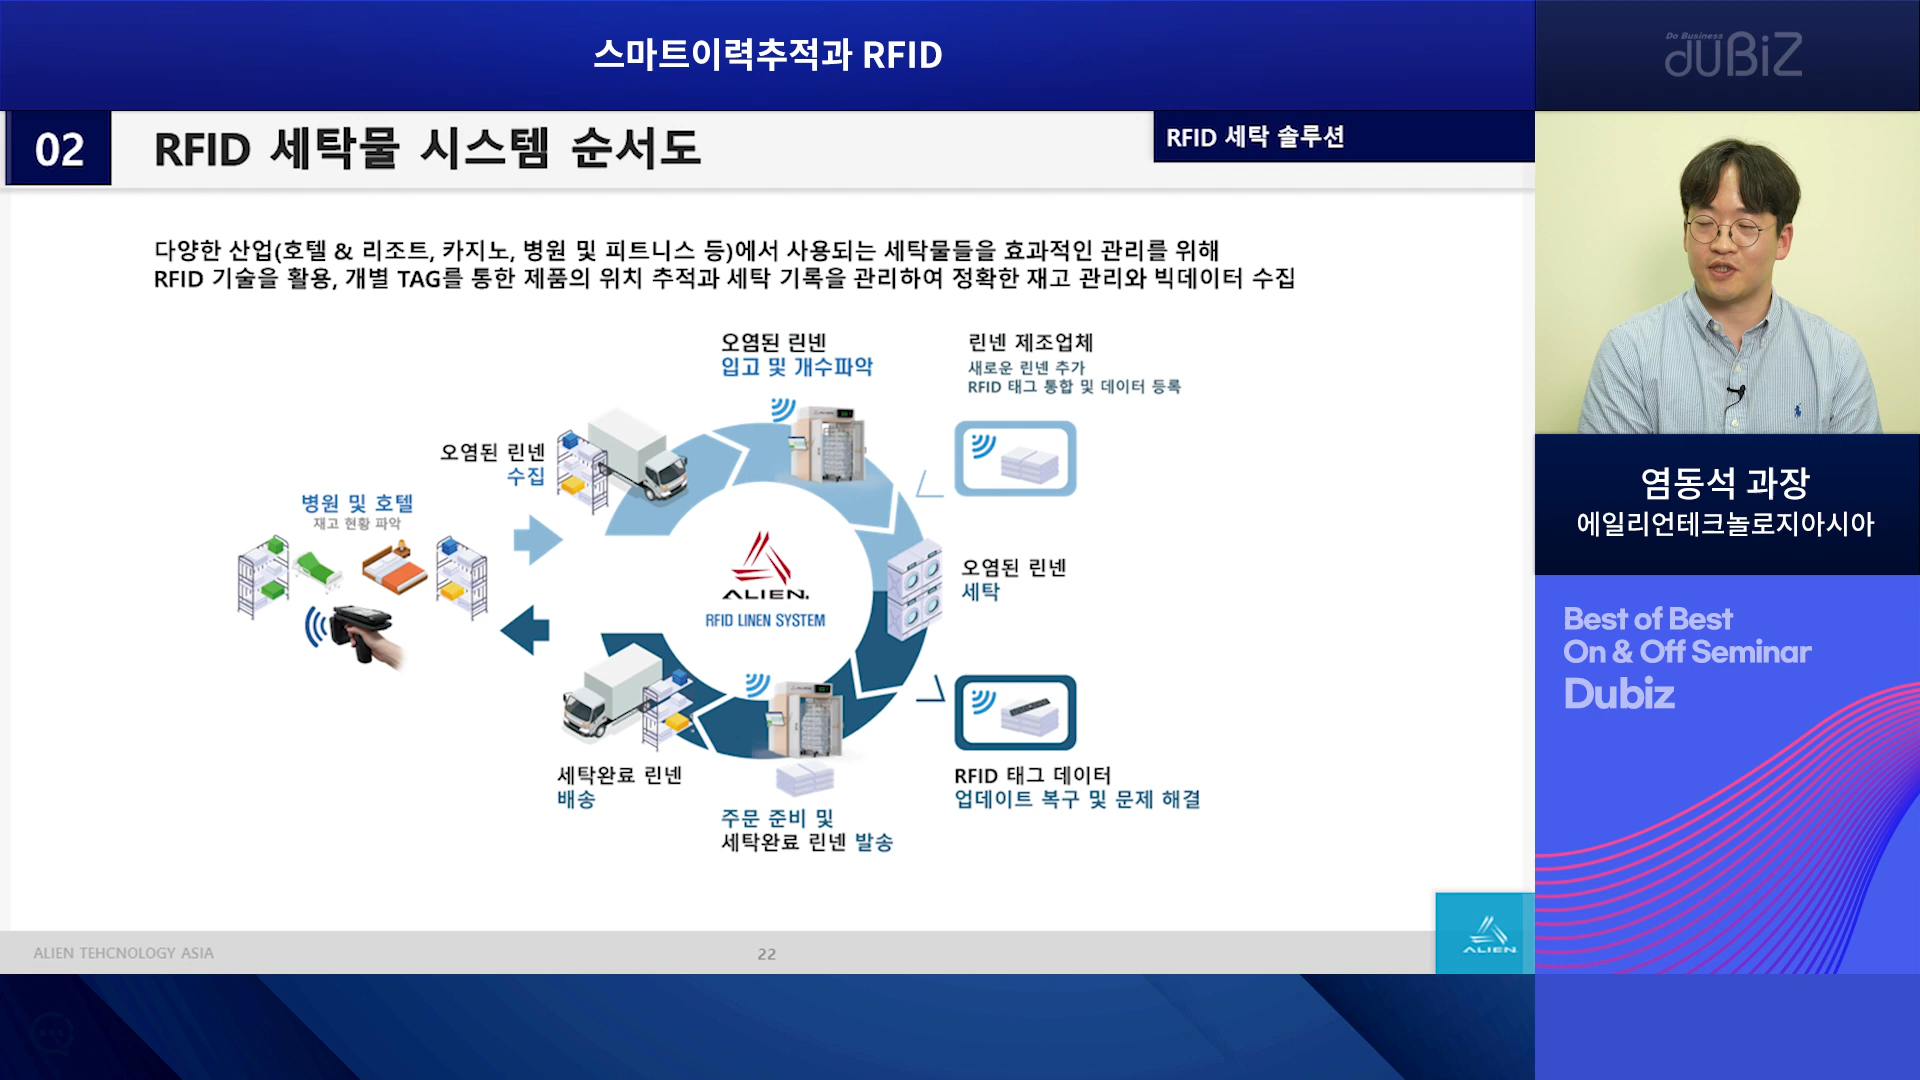 스마트이력추적과 RFID
Do Business
duBiZ
02
RFID 세탁물 시스템 순서도
RFID 세탁 솔루션
다양한 산업(호텔 & 리조트, 카지노, 병원 및 피트니스 등)에서 사용되는 세탁물들을 효과적인 관리를 위해
RFID 기술을 활용, 개별 TAG를 통한 제품의 위치 추적과 세탁 기록을 관리하여 정확한 재고 관리와 빅데이터 수집
오염된 린넨
입고 및 개수파악
린넨 제조업체
새로운 린넨 추가
RFID 태그 통합 및 데이터 등록
오염된 린넨
수집
병원 및 호텔
재고 현황 파악
ALIEN.
RFID LINEN SYSTEM
오염된 린넨
세탁
세탁완료 린넨
배송
주문 준비 및
세탁완료 린넨 발송
RFID 태그 데이터
업데이트 복구 및 문제 해결
ALIEN TEHCNOLOGY ASIA
22
ALIEN.
염동석 과장
에일리언테크놀로지아시아
Best of Best
On & Off Seminar
Dubiz